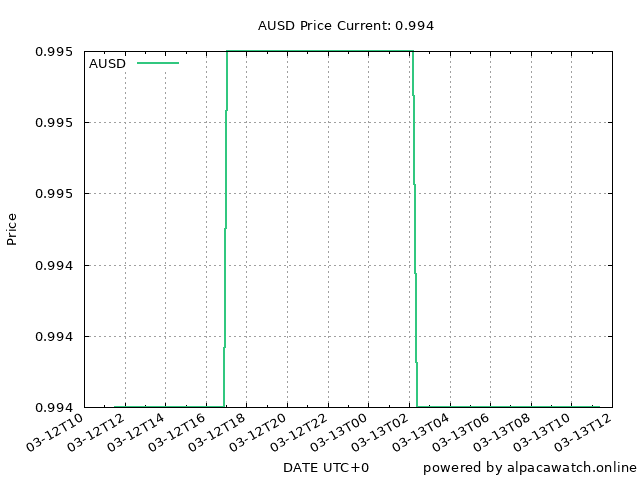 AUSD Price Current: 0.994
AUSD
0.995
0.995
0.995
0.994
0.994
0.994
Price
03-12T10
03-12T12
03-12T14
03-12T16
03-12T18
03-12T20
03-12T22
03-13T00
03-13T02
03-13T04
03-13T06
03-13T08
03-13T10
03-13T12
DATE UTC+0
powered by alpacawatch.online